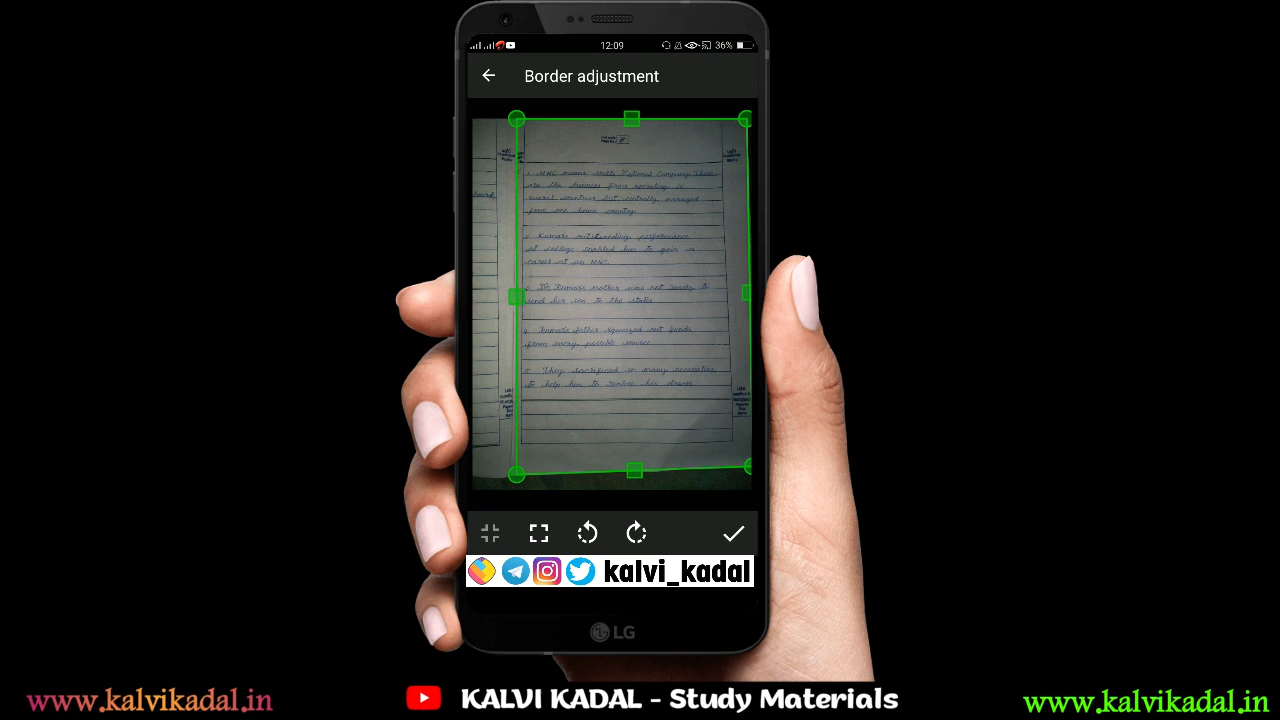 12:09
36%
Border adjustment
1. MNC means Multi National Company. These
are the business firms operating in
several countries but centrally managed
from one home country.
2. Kumar's outstanding performance
at college enabled him to gain a
career at an MNC.
3. Kumar's mother was not ready to
send her son to the states
4. Kumar's father squeezed out funds
from every possible source
5. They sacrificed many necessities
to help him to realise his dream
kalvi_kadal
LG
www.kalvikadal.in
KALVI KADAL - Study Materials
www.kalvikadal.in